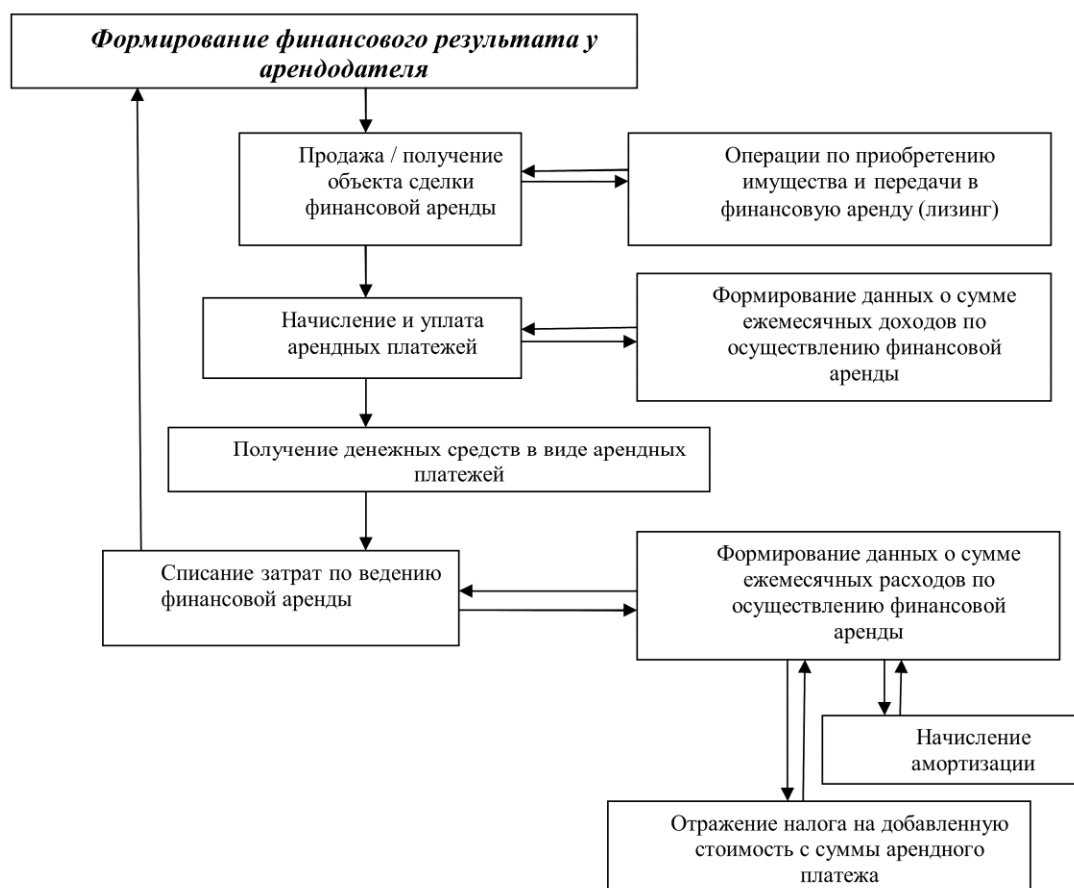 Формирование финансового результата у
арендодателя
Продажа / получение
объекта сделки
финансовой аренды
Операции по приобретению
имущества и передачи в
финансовую аренду (лизинг)
Начисление и уплата
арендных платежей
Формирование данных о сумме
ежемесячных доходов по
осуществлению финансовой
аренды
Получение денежных средств в виде арендных
платежей
Списание затрат по ведению
финансовой аренды
Формирование данных о сумме
ежемесячных расходов по
осуществлению финансовой
аренды
Начисление
амортизации
Отражение налога на добавленную
стоимость с суммы арендного
платежа